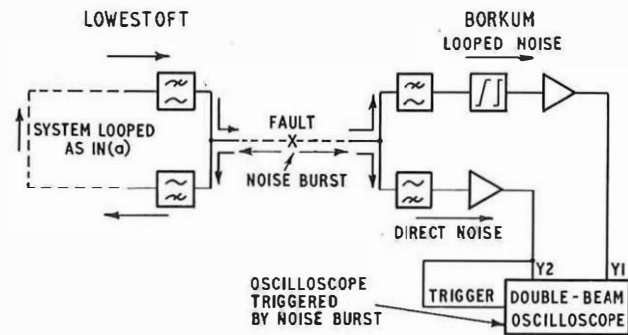 LOWESTOFT
BORKUM
LOOPED NOISE
SYSTEM LOOPED
AS IN(a)
FAULT
X
NOISE BURST
DIRECT NOISE
Y2
Y1
OSCILLOSCOPE
TRIGGERED
BY NOISE BURST
TRIGGER
DOUBLE-BEAM
OSCILLOSCOPE